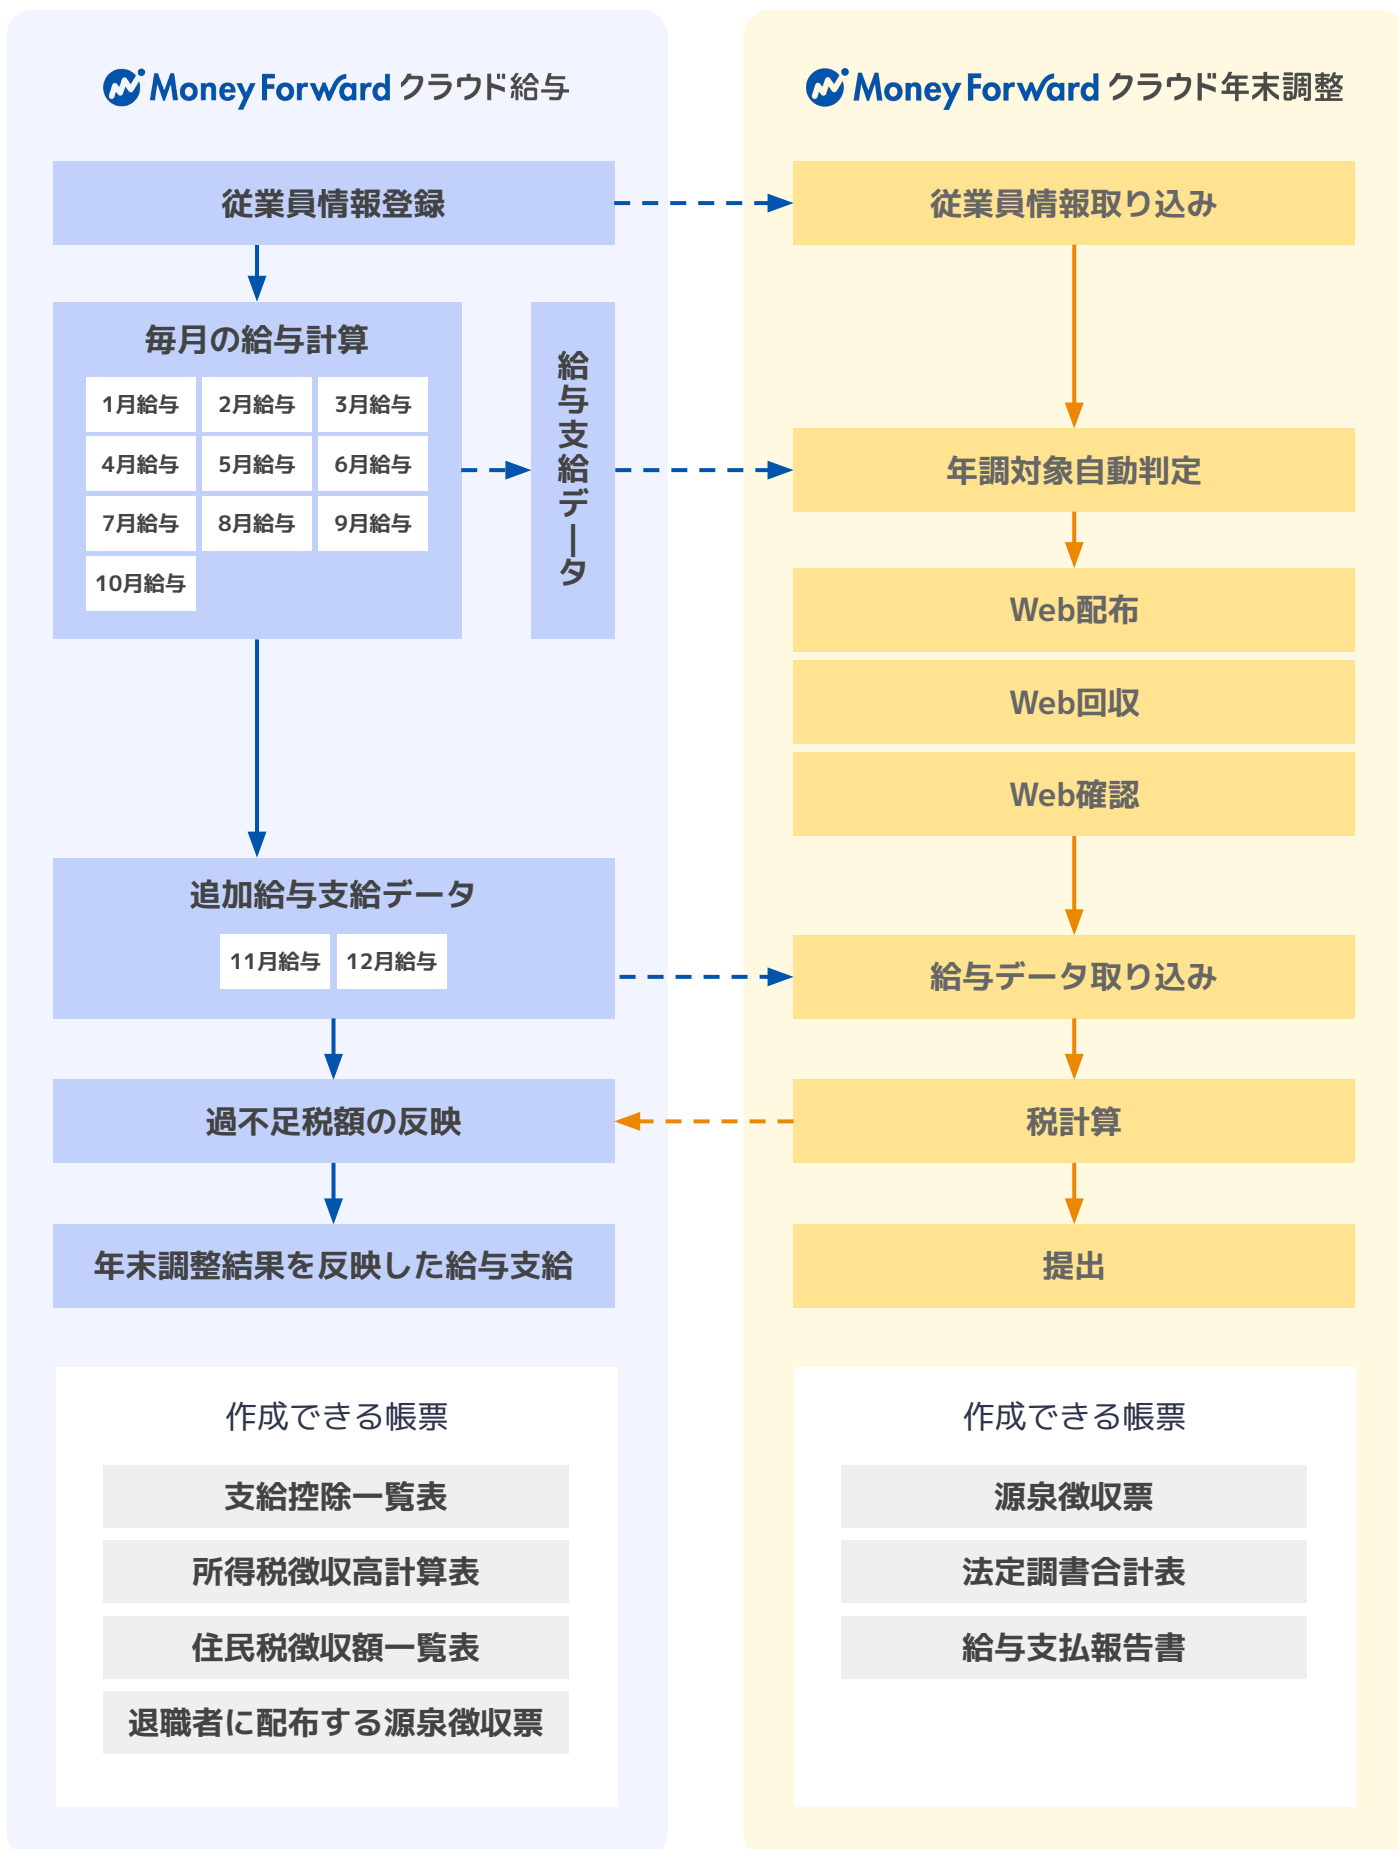 Money Forward クラウド給与
従業員情報登録
毎月の給与計算
1月給与 2月給与 3月給与
4月給与 5月給与 6月給与
7月給与 8月給与 9月給与
10月給与
給与支給データ
追加給与支給データ
11月給与 12月給与
過不足税額の反映
年末調整結果を反映した給与支給
作成できる帳票
支給控除一覧表
所得税徴収高計算表
住民税徴収額一覧表
退職者に配布する源泉徴収票
Money Forward クラウド年末調整
従業員情報取り込み
年調対象自動判定
Web配布
Web回収
Web確認
給与データ取り込み
税計算
提出
作成できる帳票
源泉徴収票
法定調書合計表
給与支払報告書